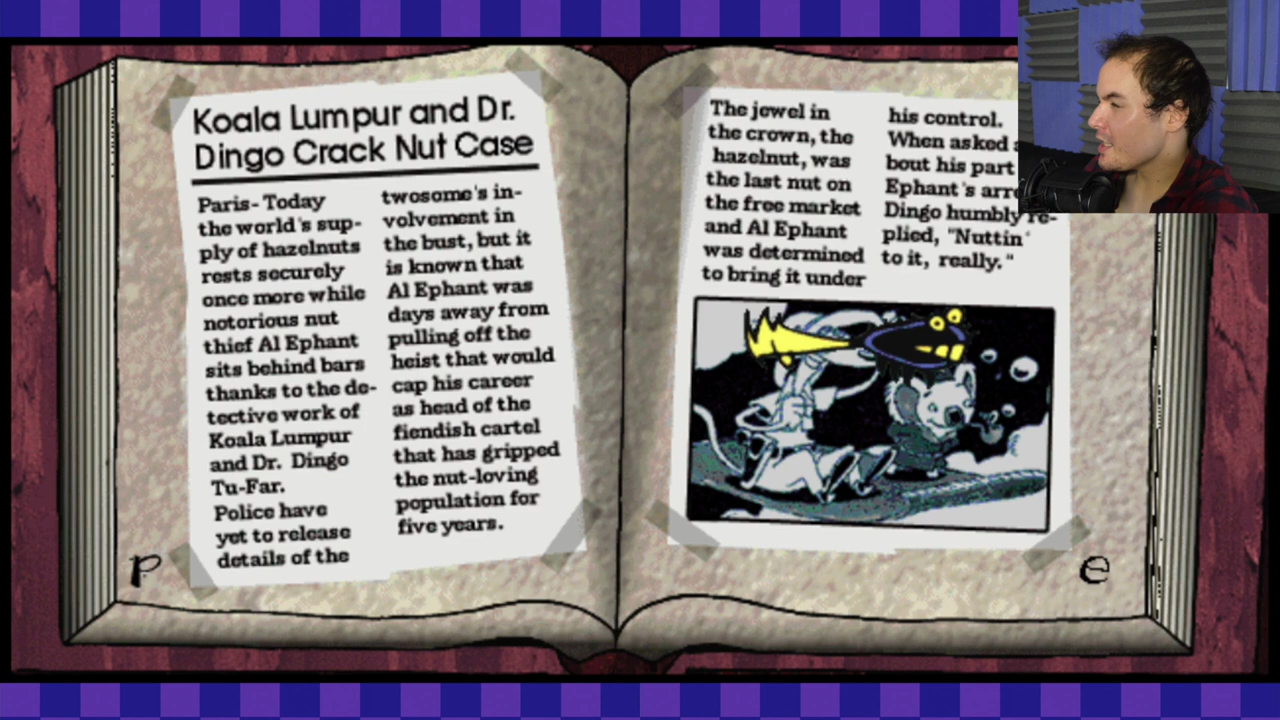 Koala Lumpur and Dr.
Dingo Crack Nut Case
Paris- Today
the world's sup-
ply of hazelnuts
rests securely
once more while
notorious nut
thief Al Ephant
sits behind bars
thanks to the de-
tective work of
Koala Lumpur
and Dr. Dingo
Tu-Far.
Police have
yet to release
details of the
twosome's in-
volvement in
the bust, but it
is known that
Al Ephant was
days away from
pulling off the
heist that would
cap his career
as head of the
fiendish cartel
that has gripped
the nut-loving
population for
five years.
p
The jewel in
the crown, the
hazelnut, was
the last nut on
the free market
and Al Ephant
was determined
to bring it under
his control.
When asked
bout his part
Ephant's
Dingo humbly re-
plied, "Nuttin'
to it, really."
e